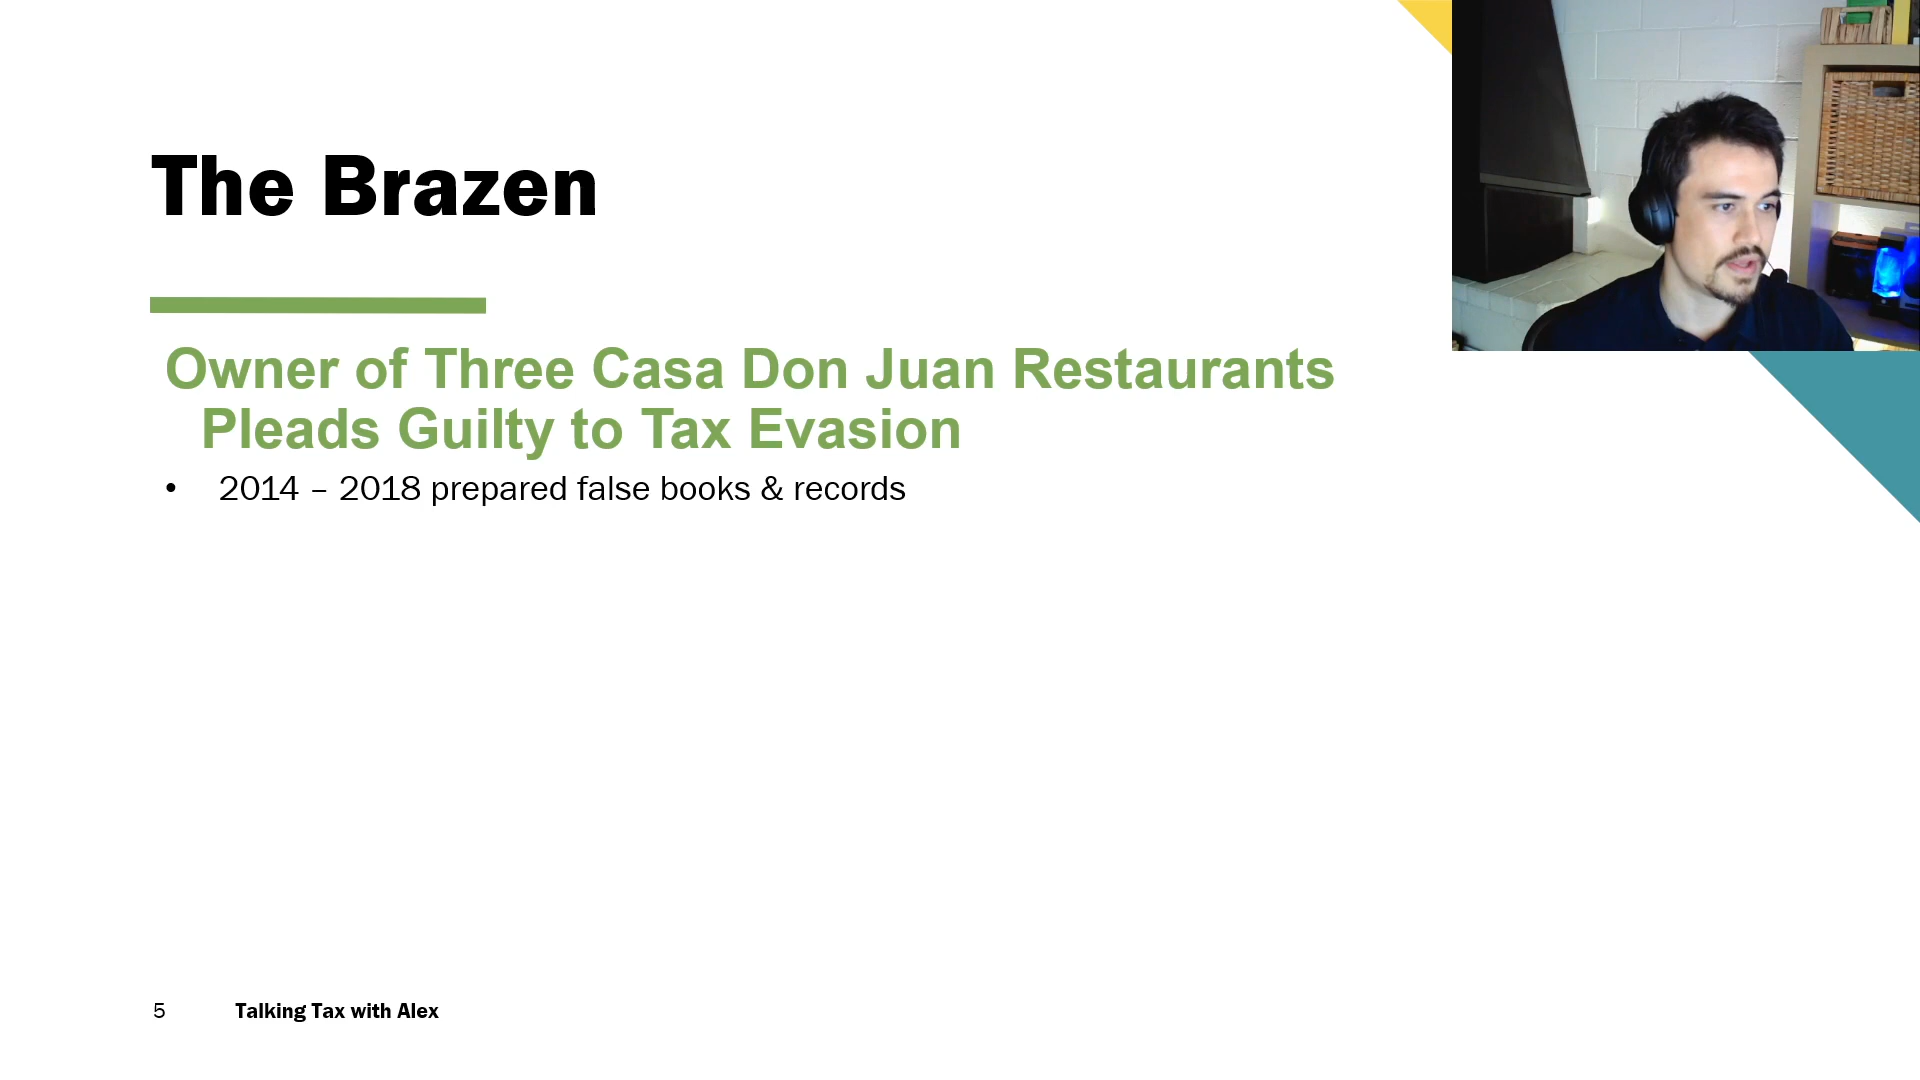 The Brazen
Owner of Three Casa Don Juan Restaurants
Pleads Guilty to Tax Evasion
• 2014 – 2018 prepared false books & records
5 Talking Tax with Alex